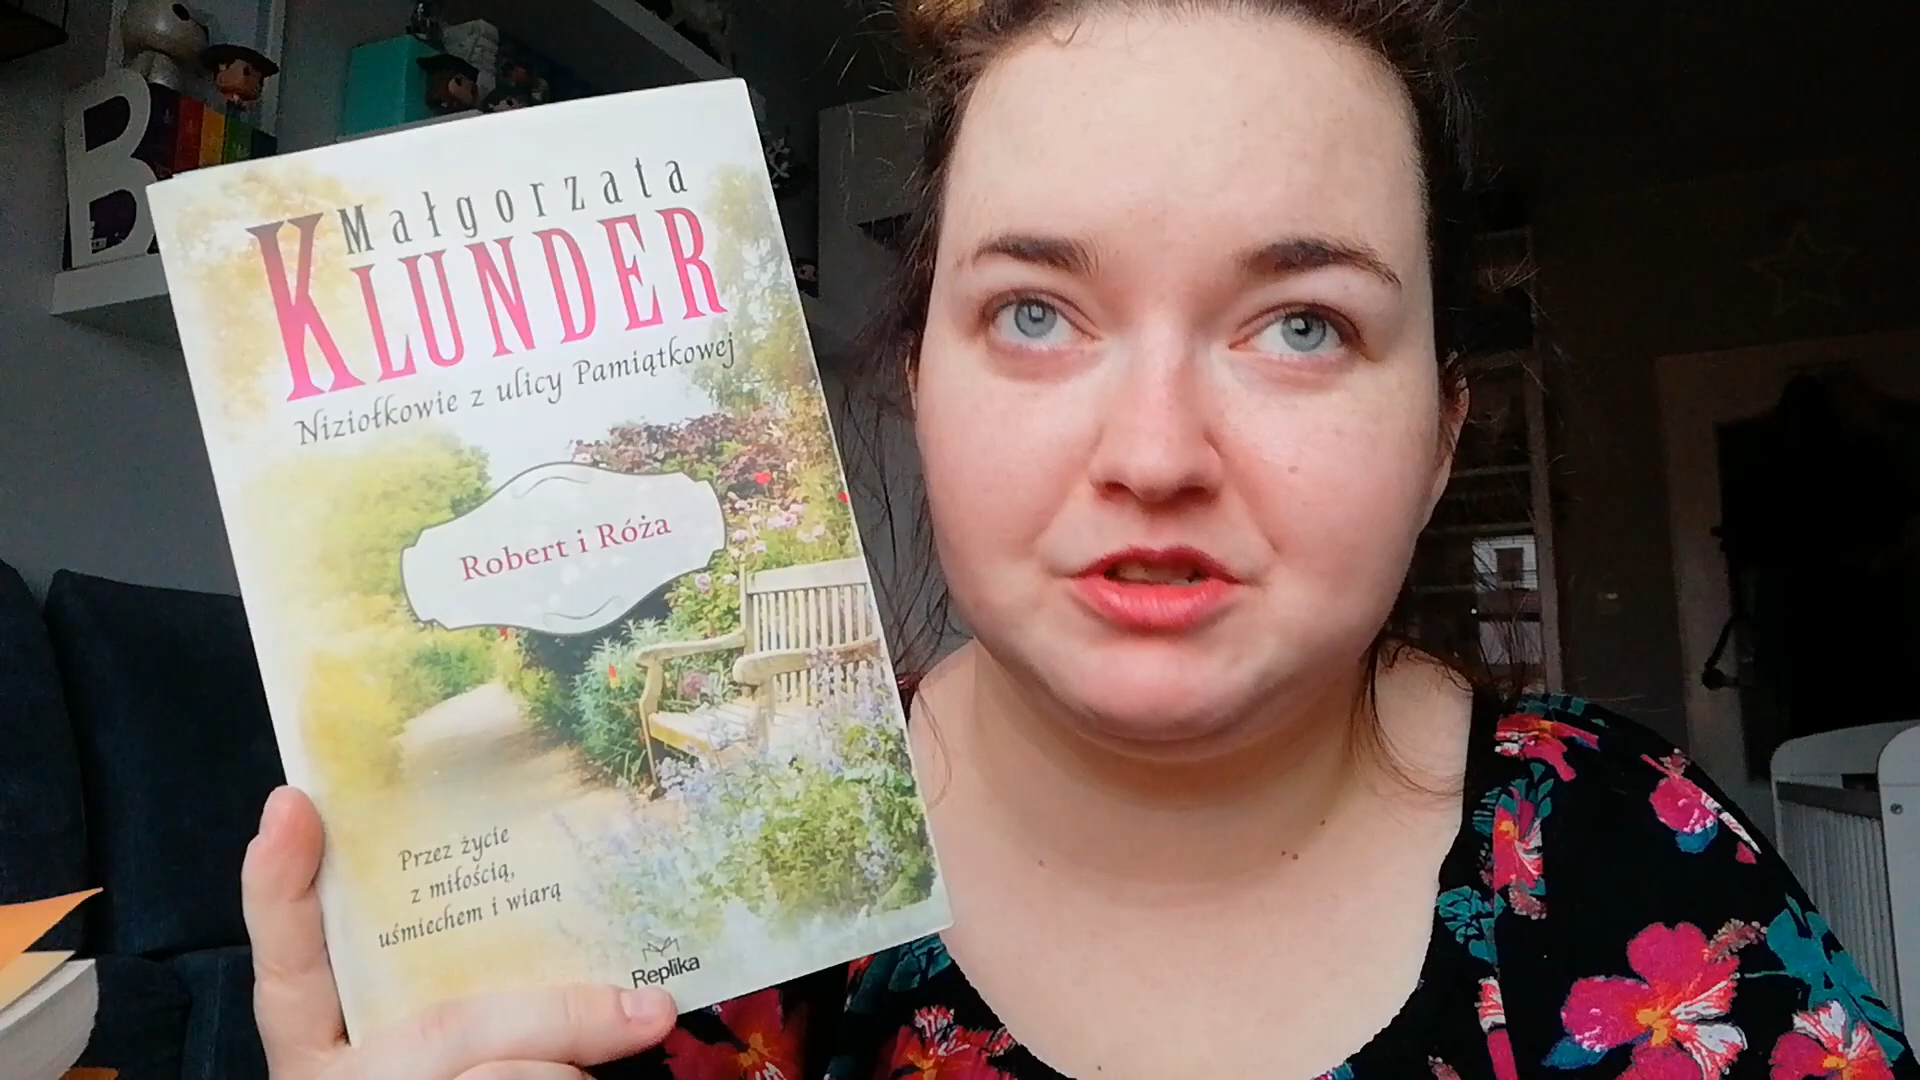 B
Małgorzata
KLUNDER
Niziołkowie z ulicy Pamiątkowej
Robert i Róża
Przez życie
z miłością,
uśmiechem i wiarą
Replika